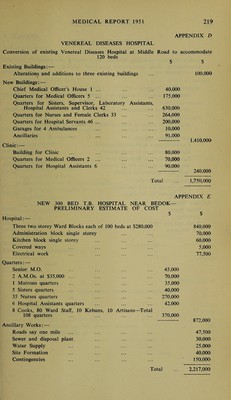 MEDICAL REPORT 1951 219
APPENDIX D
VENEREAL DISEASES HOSPITAL
Conversion of existing Venereal Diseases Hospital at Middle Road to accommodate
120 beds
$ $
Existing Buildings:—
Alterations and additions to three existing buildings ... 100,000
New Buildings:—
Chief Medical Officer's House 1 ... 40,000
Quarters for Medical Officers 5 ... 175,000
Quarters for Sisters, Supervisor, Laboratory Assistants,
Hospital Assistants and Clerks 42 ... 630,000
Quarters for Nurses and Female Clerks 33 ... 264,000
Quarters for Hospital Servants 46 ... 200,000
Garages for 4 Ambulances 10,000
Ancillaries 91,000
1,410,000
Clinic:—
Building for Clinic 80,000
Quarters for Medical Officers 2 ... 70,000
Quarters for Hospital Assistants 6 90,000
240,000
Total ... 1,750,000
APPENDIX E
NEW 300 BED T.B. HOSPITAL NEAR BEDOK—
PRELIMINARY ESTIMATE OF COST
$ $
Hospital:—
Three two storey Ward Blocks each of 100 beds at $280,000 840,000
Administration block single storey 70,000
Kitchen block single storey 60,000
Covered ways 5,000
Electrical work 77,500
Quarters:—
Senior M.O. 45,000
2 A.M.Os. at $35,000 70,000
1 Matrons quarters 35,000
5 Sisters quarters 40,000
33 Nurses quarters 270,000
6 Hospital Assistants quarters 42,000
8 Cooks, 80 Ward Staff, 10 Kebuns, 10 Artisans—Total
108 quarters 370,000
872,000
Ancillary Works:—
Roads say one mile 47,500
Sewer and disposal plant 30,000
Water Supply 25,000
Site Formation 40,000
Contingencies 150,000
Total ... 2,217,000